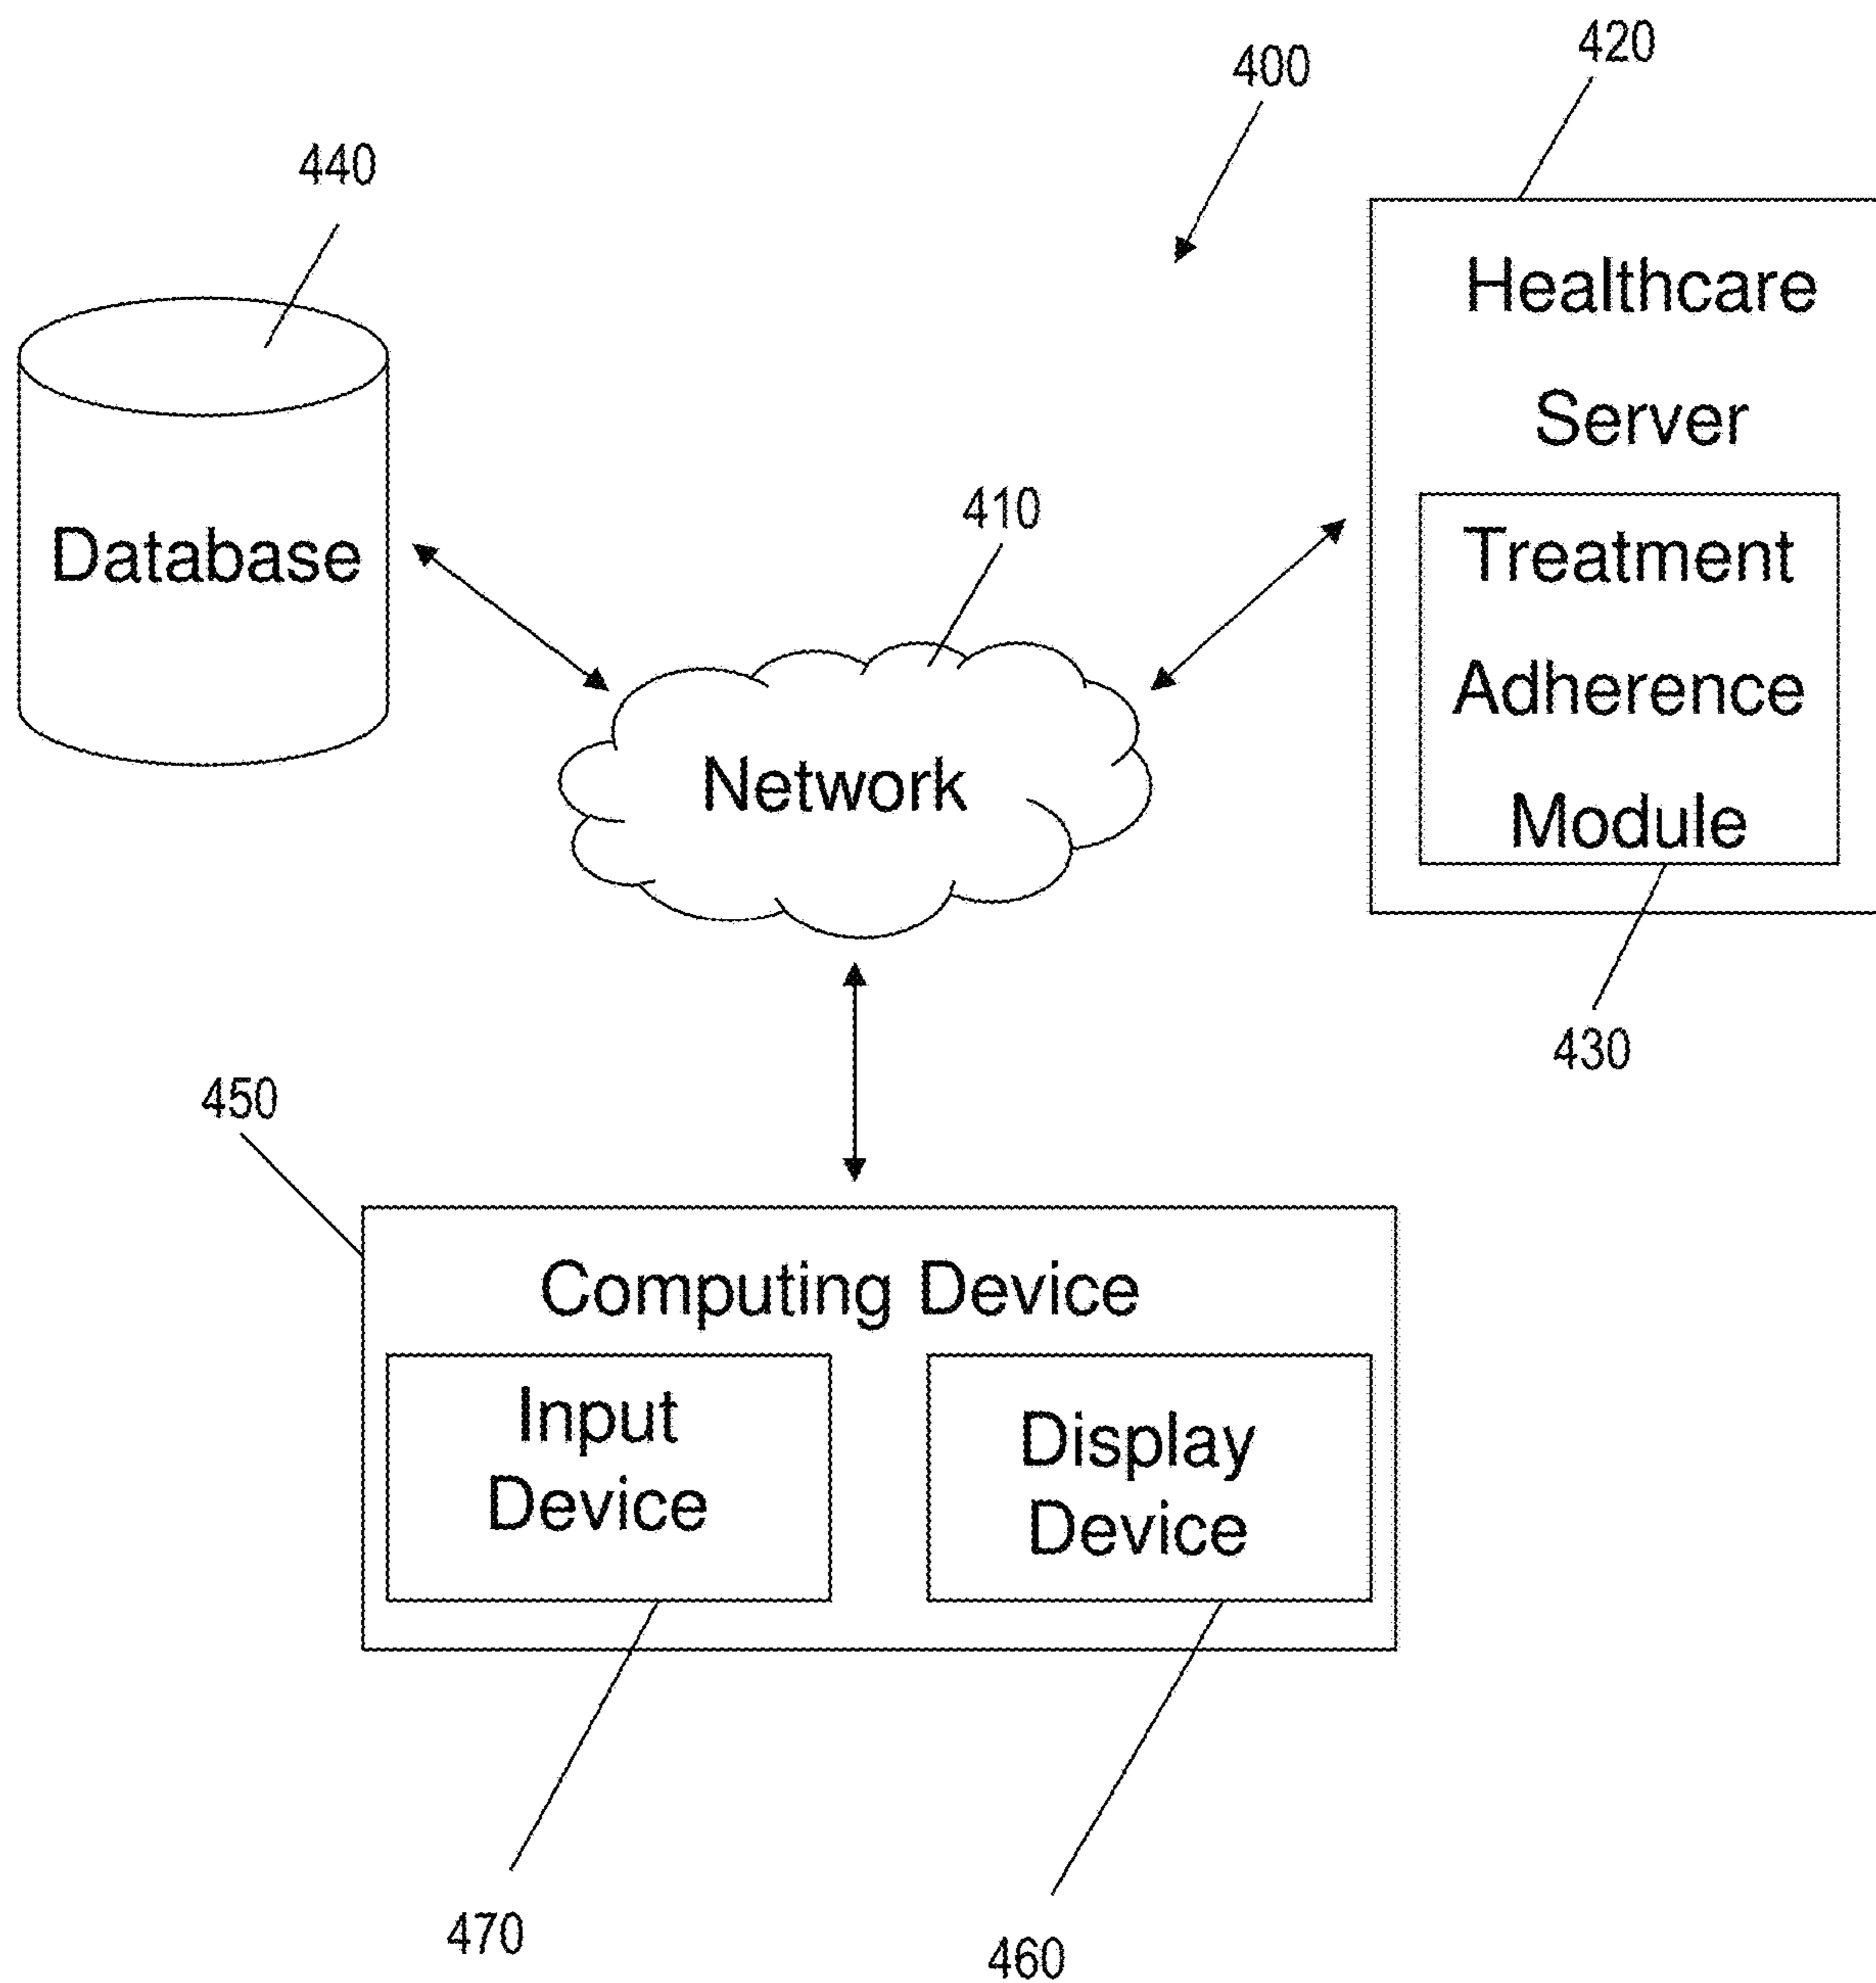 400
420
440
Healthcare
Server
410
Database
Treatment
Adherence
Module
Network
430
450
Computing Device
Input
Device
Display
Device
470
460